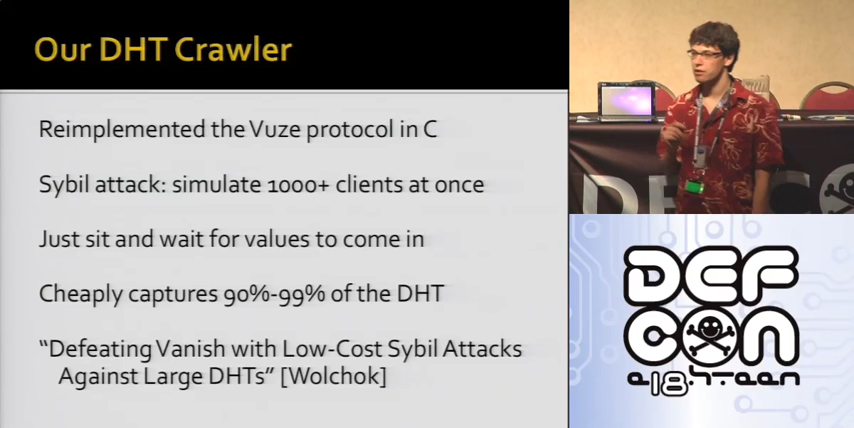 Our DHT Crawler
Reimplemented the Vuze protocol in C
Sybil attack: simulate 1000+ clients at once
Just sit and wait for values to come in
Cheaply captures 90%-99% of the DHT
“Defeating Vanish with Low-Cost Sybil Attacks
Against Large DHTs” [Wolchok]
DEF
CON
e18hteen